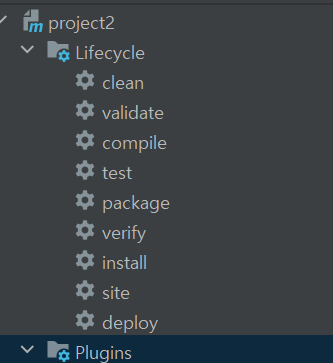 project2
Lifecycle
clean
validate
compile
test
package
verify
install
site
deploy
Plugins